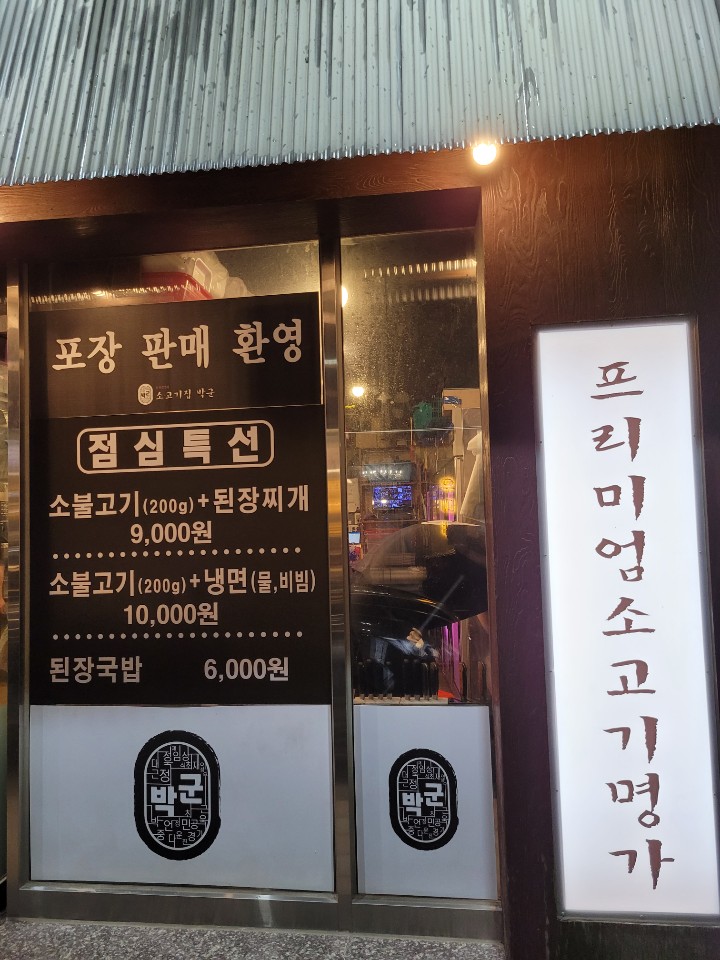 포장 판매 환영
소고기집 박군
점심특선
소불고기(200g)+된장찌개
9,000원
소불고기(200g)+냉면(물,비빔)
10,000원
된장국밥 6,000원
박군
박군
프리미엄소고기명가